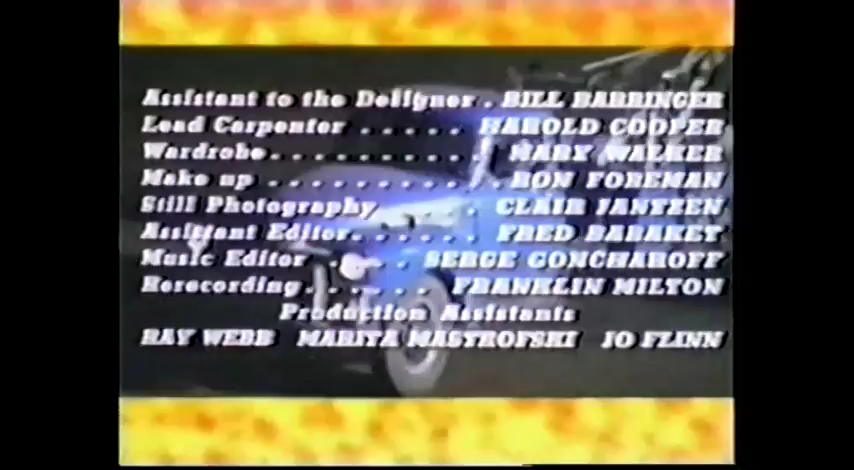 Assistant to the Designer . BILL BARRINGER
Lead Carpenter . . . . . HAROLD COOPER
Wardrobe . . . . . . . . . . MARY WALKER
Make up . . . . . . . . . . . RON FOREMAN
Still Photography . . . . CLAIR JANTZEN
Assistant Editor . . . . . . FRED BARAKET
Music Editor . . . . SERGE GONCHAROFF
Rerecording . . . . . . FRANKLIN MILTON
Production Assistants
RAY WEBB MARITA MASTROFSKI JO FLINN